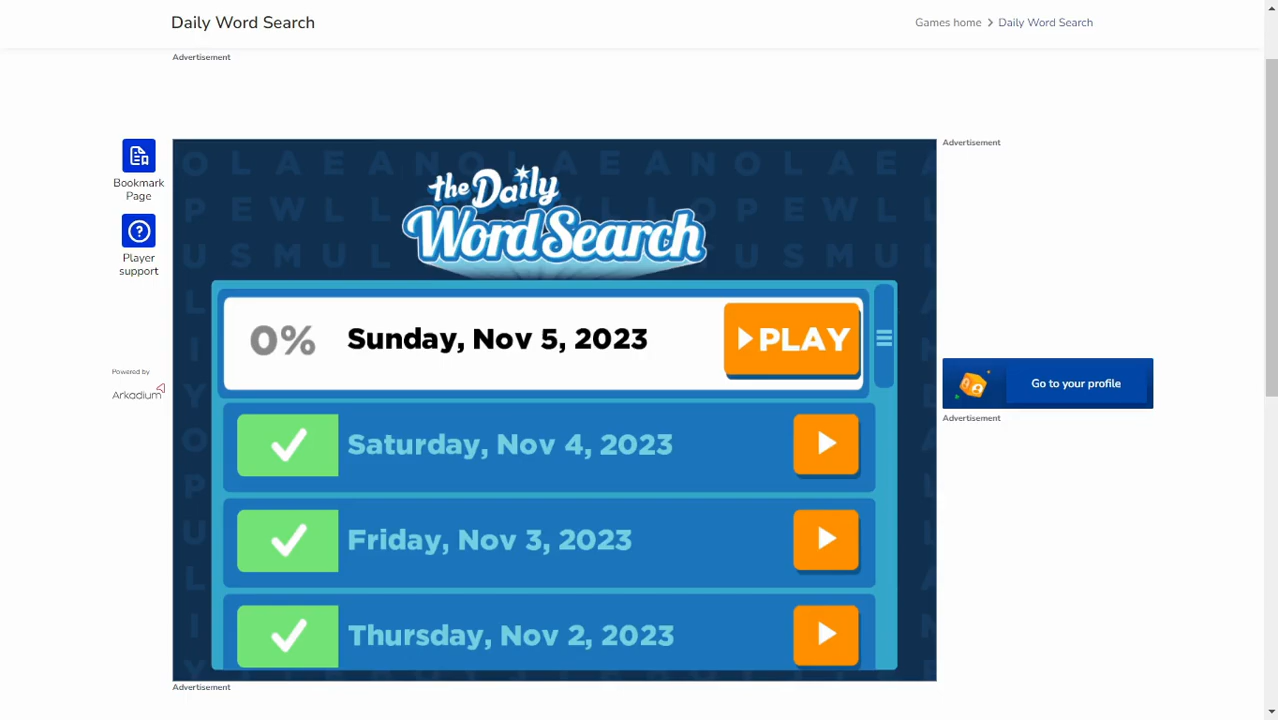 Daily Word Search
Games home
Daily Word Search
Advertisement
Bookmark
Page
Player
support
Powered by
Arkadium
the Daily
WordSearch
0% Sunday, Nov 5, 2023 PLAY
Saturday, Nov 4, 2023
Friday, Nov 3, 2023
Thursday, Nov 2, 2023
Advertisement
Go to your profile
Advertisement
Advertisement